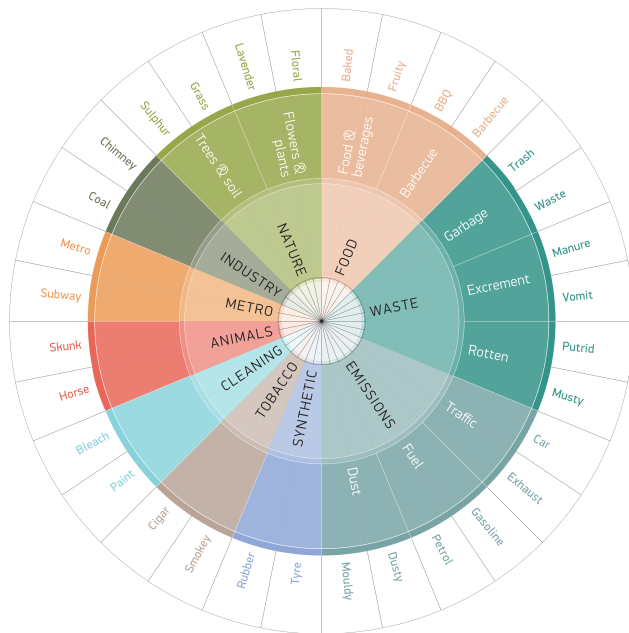 Baked
Fruity
BBQ
Barbecue
Trash
Waste
Manure
Vomit
Putrid
Musty
Car
Exhaust
Gasoline
Petrol
Dusty
Mouldy
Tyre
Rubber
Smokey
Cigar
Paint
Bleach
Horse
Skunk
Subway
Metro
Coal
Chimney
Sulphur
Grass
Lavender
Floral
Food &
beverages
Barbecue
Garbage
Excrement
Rotten
Traffic
Fuel
Dust
Trees & soil
Flowers &
plants
FOOD
WASTE
EMISSIONS
SYNTHETIC
TOBACCO
CLEANING
ANIMALS
METRO
INDUSTRY
NATURE